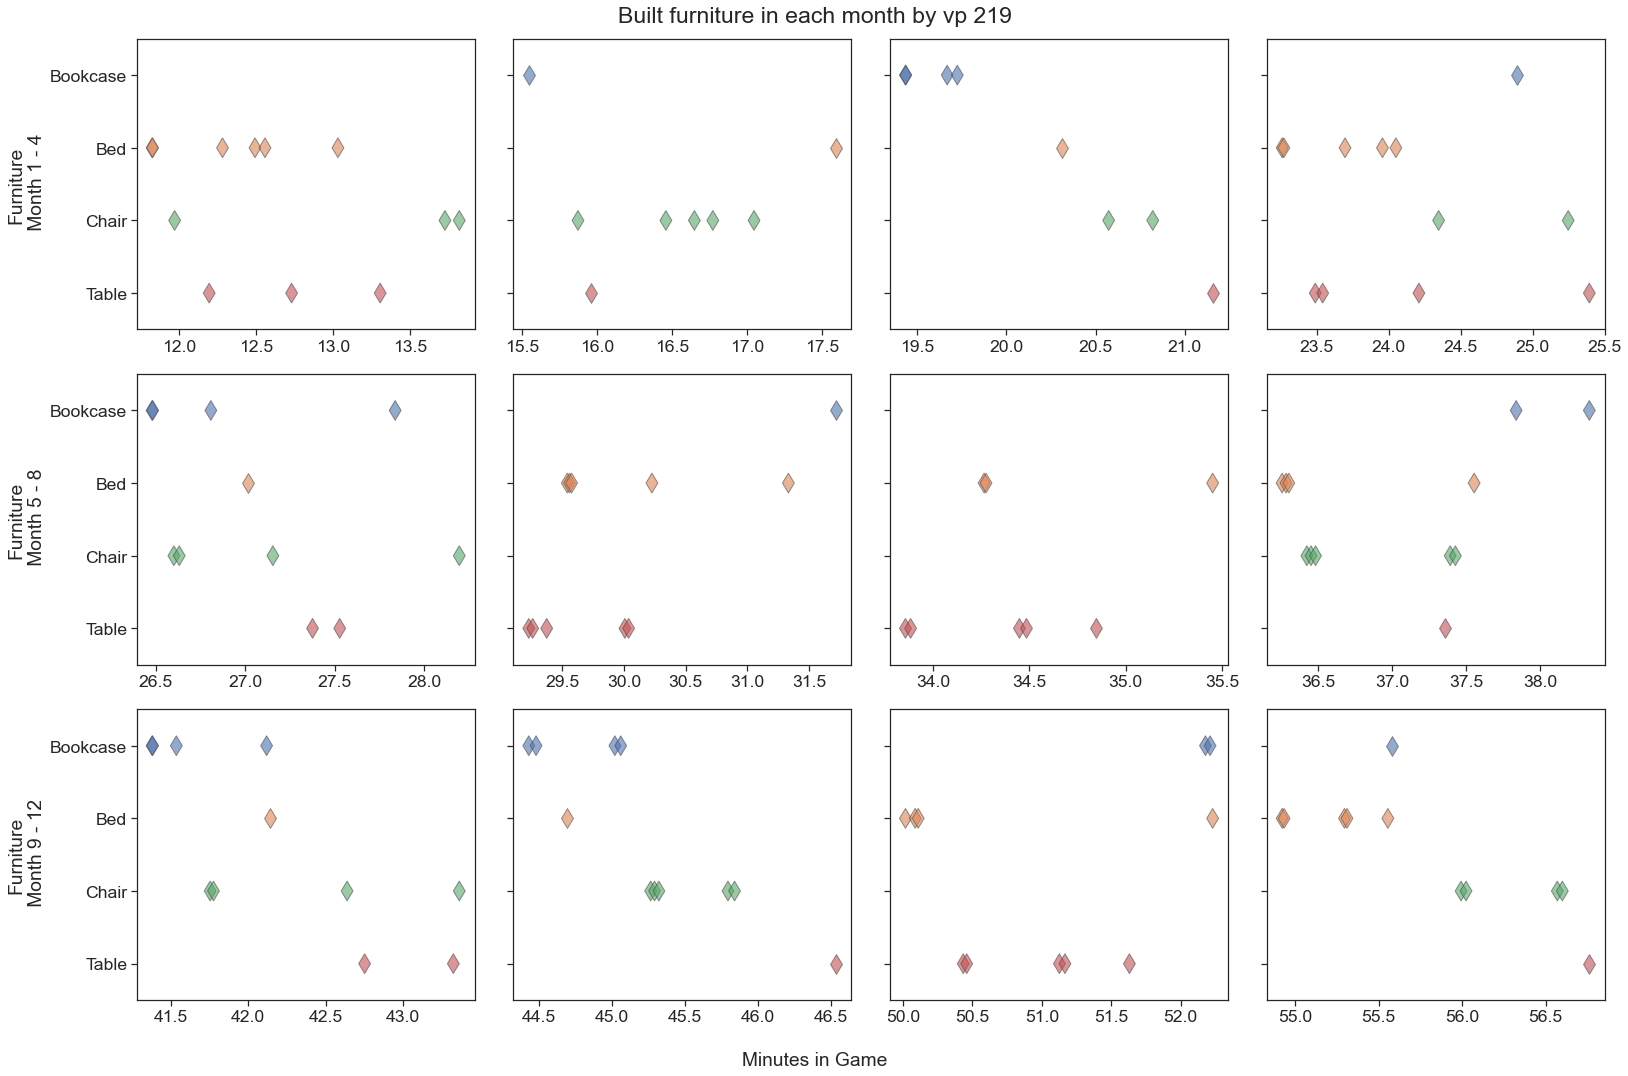 Built furniture in each month by vp 219
Furniture
Month 1 - 4
Bookcase
Bed
Chair
Table
12.0 12.5 13.0 13.5
15.5 16.0 16.5 17.0 17.5
19.5 20.0 20.5 21.0
23.5 24.0 24.5 25.0 25.5
Furniture
Month 5 - 8
Bookcase
Bed
Chair
Table
26.5 27.0 27.5 28.0
29.5 30.0 30.5 31.0 31.5
34.0 34.5 35.0 35.5
36.5 37.0 37.5 38.0
Furniture
Month 9 - 12
Bookcase
Bed
Chair
Table
41.5 42.0 42.5 43.0
44.5 45.0 45.5 46.0 46.5
50.0 50.5 51.0 51.5 52.0
55.0 55.5 56.0 56.5
Minutes in Game